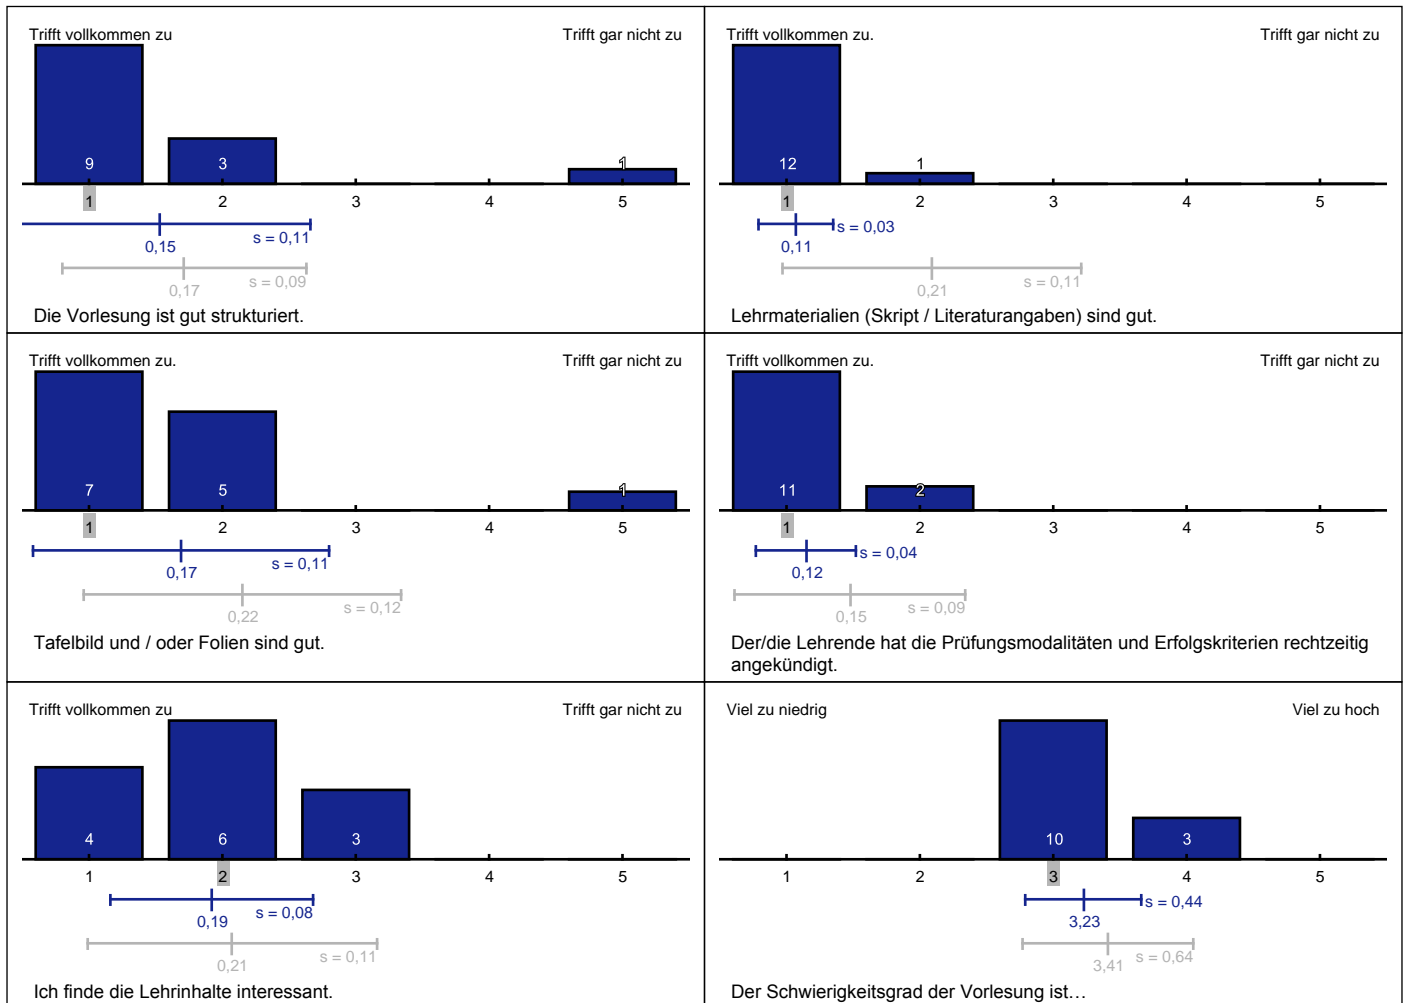 Trifft vollkommen zu
Trifft gar nicht zu
9
3
1
1
2
3
4
5
s = 0,11
0,15
s = 0,09
0,17
Die Vorlesung ist gut strukturiert.
Trifft vollkommen zu.
Trifft gar nicht zu
12
1
1
2
3
4
5
s = 0,03
0,11
s = 0,11
0,21
Lehrmaterialien (Skript / Literaturangaben) sind gut.
Trifft vollkommen zu.
Trifft gar nicht zu
7
5
1
1
2
3
4
5
s = 0,11
0,17
s = 0,12
0,22
Tafelbild und / oder Folien sind gut.
Trifft vollkommen zu.
Trifft gar nicht zu
11
2
1
2
3
4
5
s = 0,04
0,12
s = 0,09
0,15
Der/die Lehrende hat die Prüfungsmodalitäten und Erfolgskriterien rechtzeitig
angekündigt.
Trifft vollkommen zu
Trifft gar nicht zu
4
6
3
1
2
3
4
5
s = 0,08
0,19
s = 0,11
0,21
Ich finde die Lehrinhalte interessant.
Viel zu niedrig
Viel zu hoch
10
3
1
2
3
4
5
s = 0,44
3,23
s = 0,64
3,41
Der Schwierigkeitsgrad der Vorlesung ist…